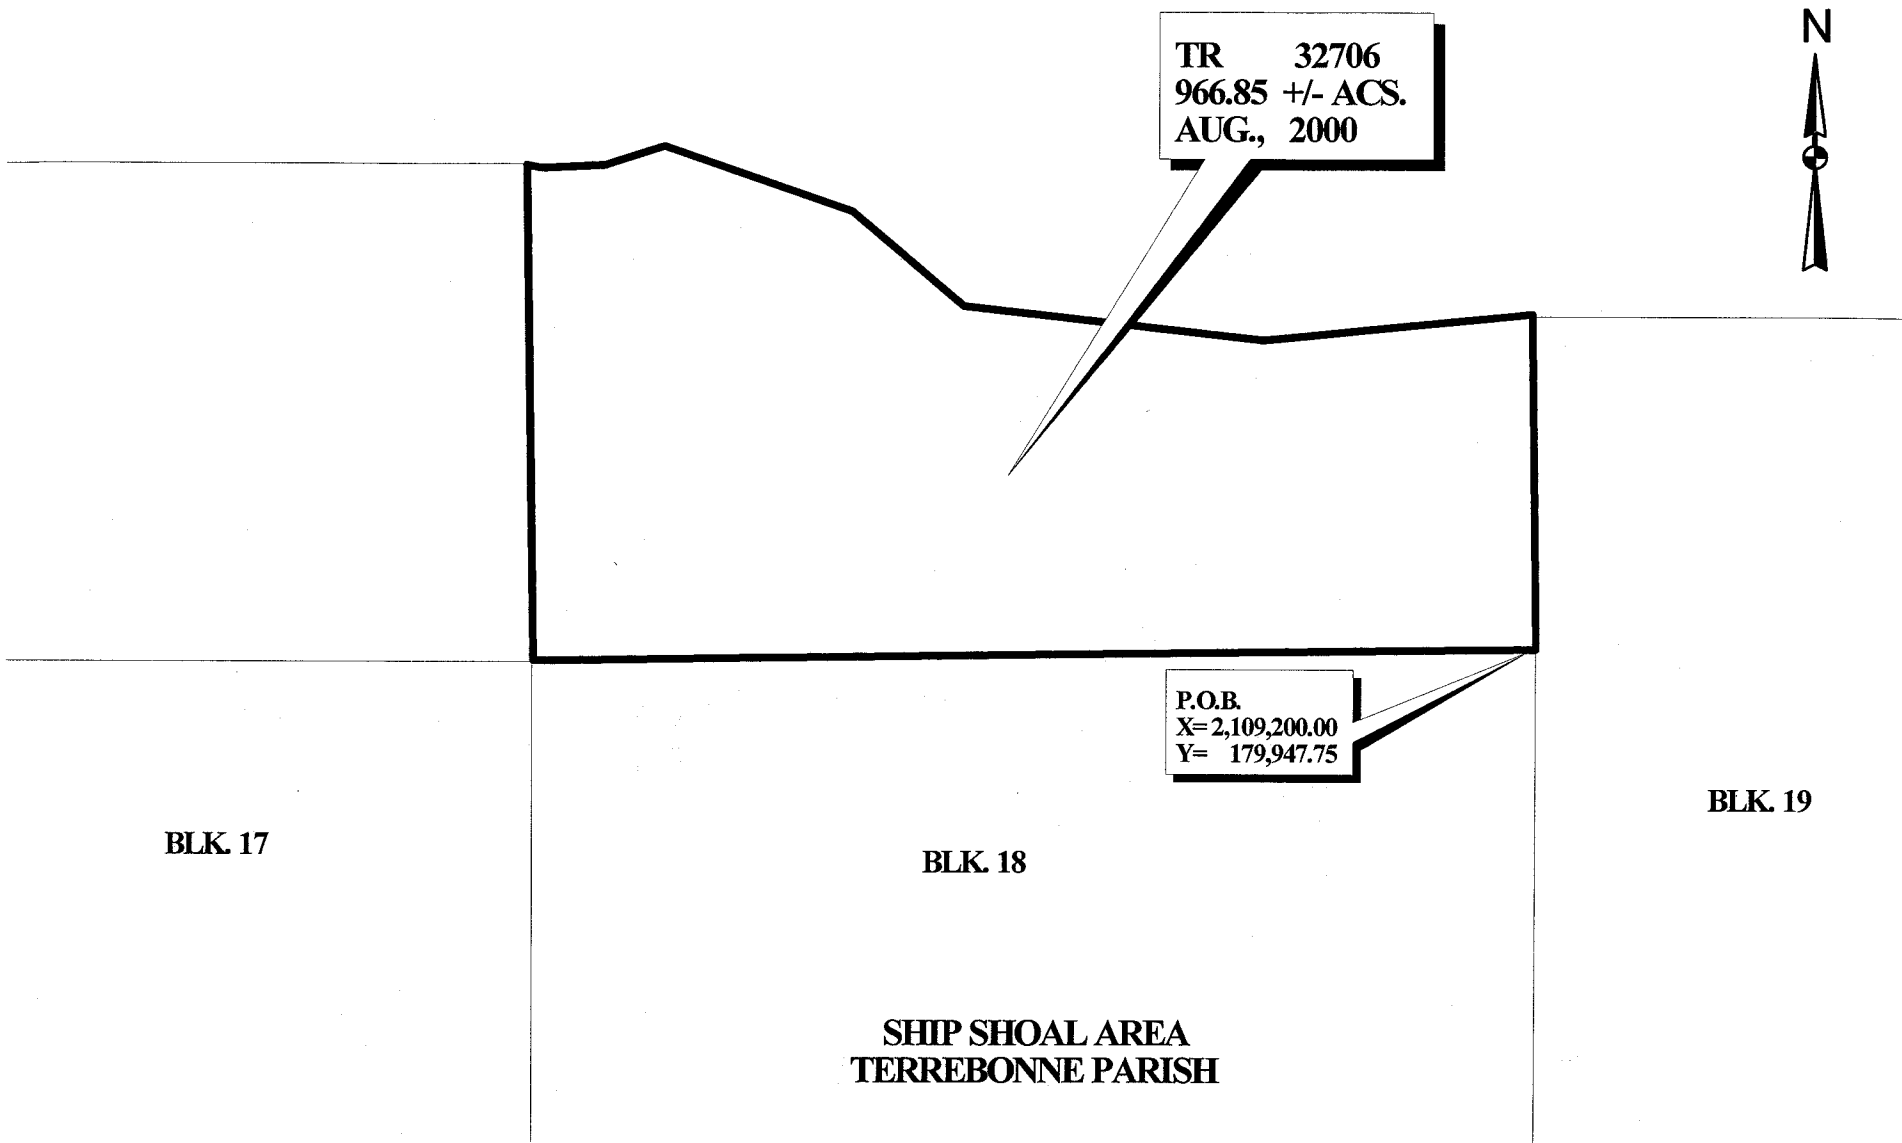 N
TR 32706
966.85 +/- ACS.
AUG., 2000
P.O.B.
X= 2,109,200.00
Y= 179,947.75
BLK. 17
BLK. 18
BLK. 19
SHIP SHOAL AREA
TERREBONNE PARISH